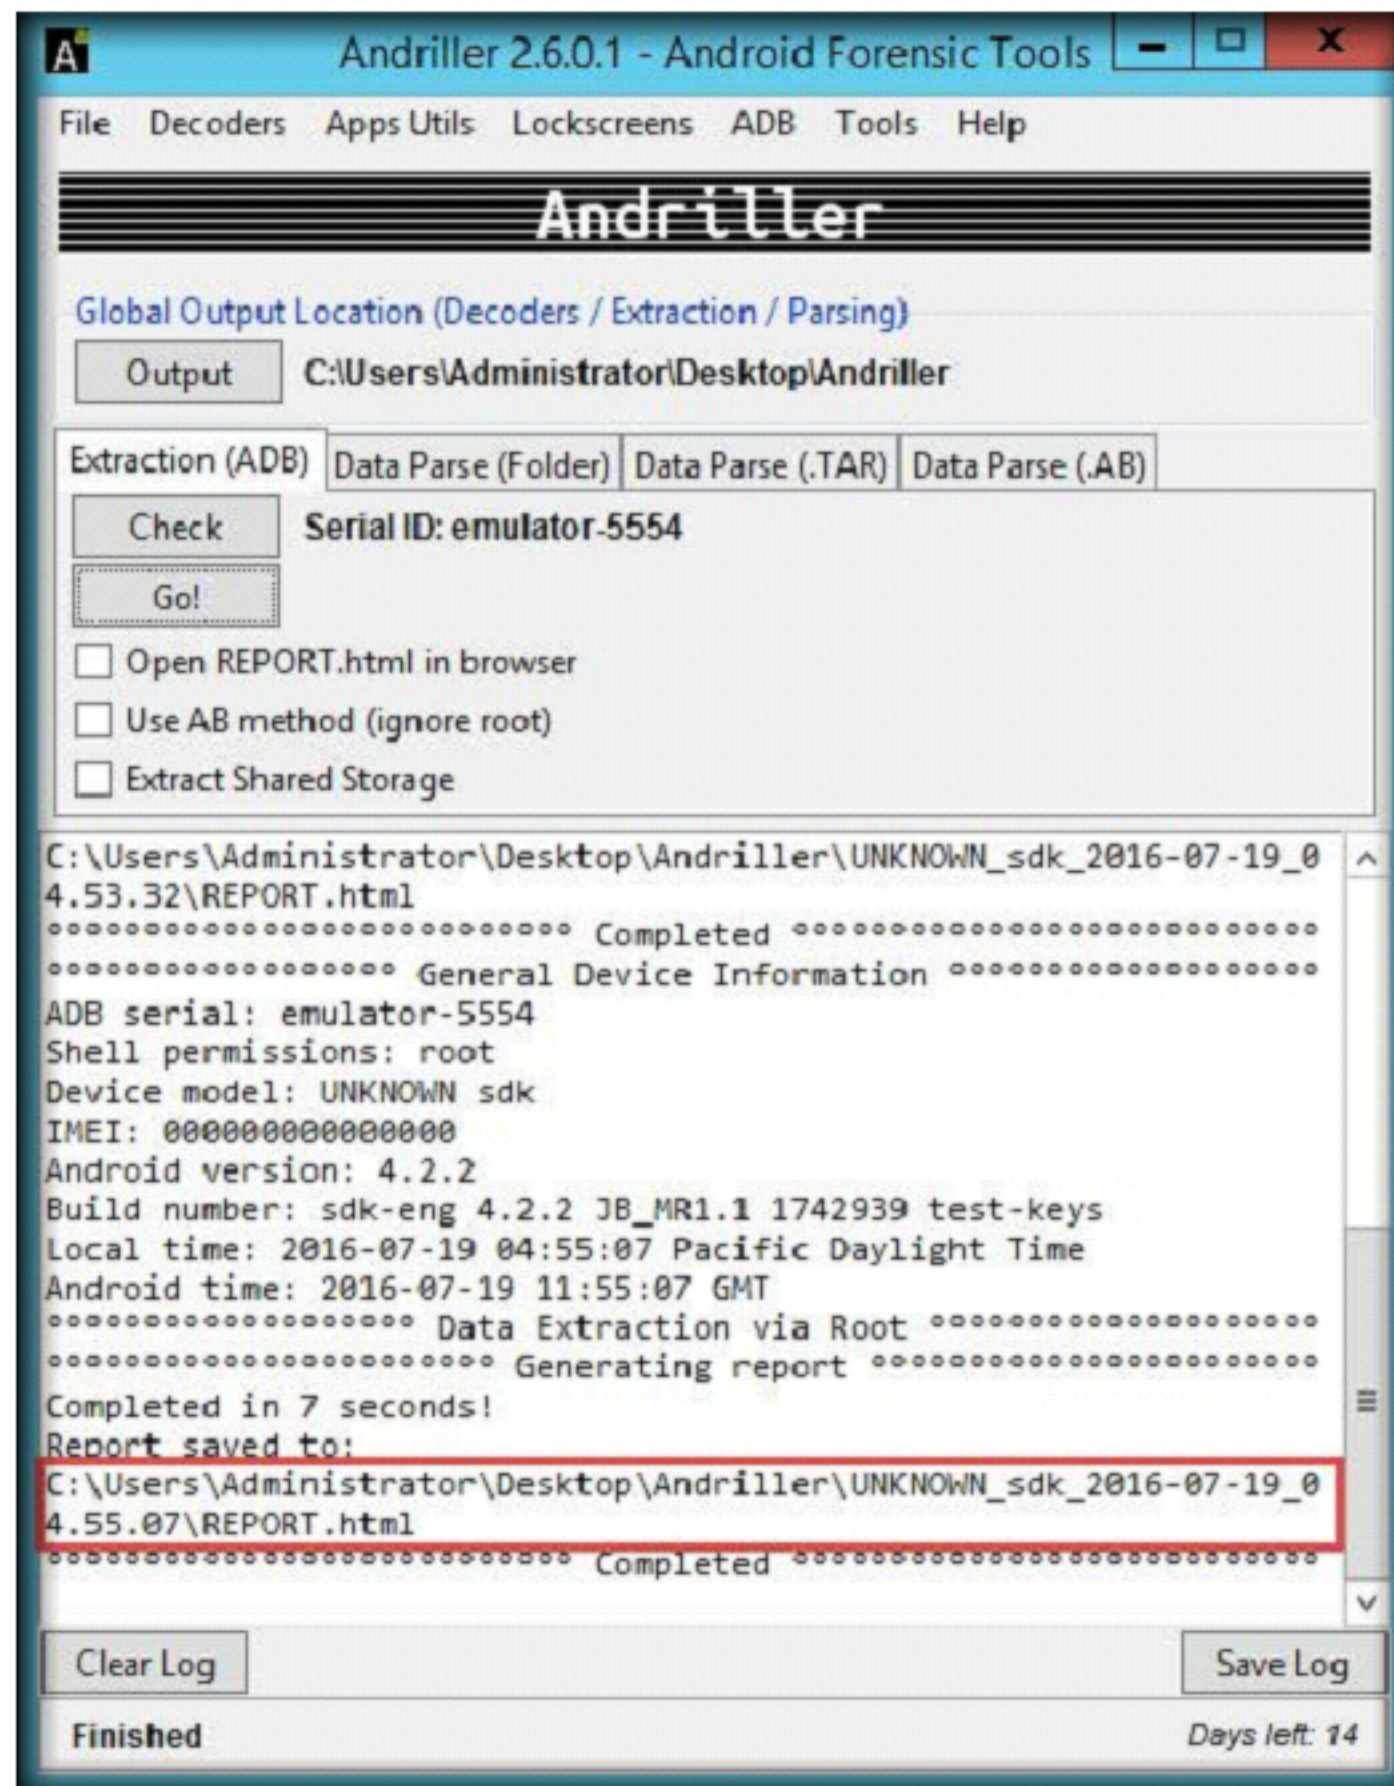 Andriller 2.6.0.1 - Android Forensic Tools
File Decoders Apps Utils Lockscreens ADB Tools Help
Andriller
Global Output Location (Decoders / Extraction / Parsing)
Output C:\Users\Administrator\Desktop\Andriller
Extraction (ADB) Data Parse (Folder) Data Parse (.TAR) Data Parse (.AB)
Check Serial ID: emulator-5554
Go!
Open REPORT.html in browser
Use AB method (ignore root)
Extract Shared Storage
C:\Users\Administrator\Desktop\Andriller\UNKNOWN_sdk_2016-07-19_0
4.53.32\REPORT.html
Completed
General Device Information
ADB serial: emulator-5554
Shell permissions: root
Device model: UNKNOWN sdk
IMEI: 000000000000000
Android version: 4.2.2
Build number: sdk-eng 4.2.2 JB_MR1.1 1742939 test-keys
Local time: 2016-07-19 04:55:07 Pacific Daylight Time
Android time: 2016-07-19 11:55:07 GMT
Data Extraction via Root
Generating report
Completed in 7 seconds!
Report saved to:
C:\Users\Administrator\Desktop\Andriller\UNKNOWN_sdk_2016-07-19_0
4.55.07\REPORT.html
Completed
Clear Log Save Log
Finished Days left: 14